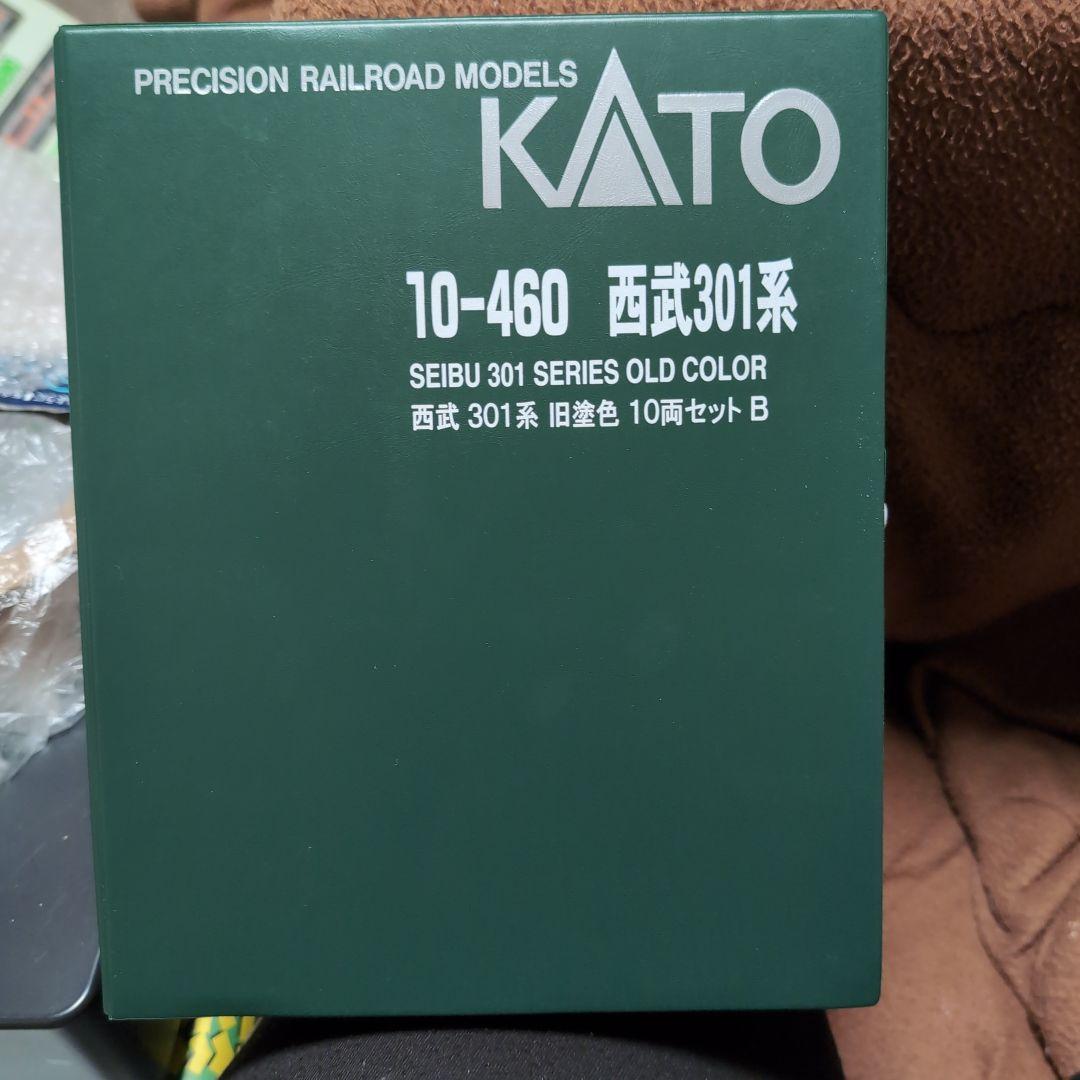 PRECISION RAILROAD MODELS
KATO
10-460 西武301系
SEIBU 301 SERIES OLD COLOR
西武 301系 旧塗色 10両セット B